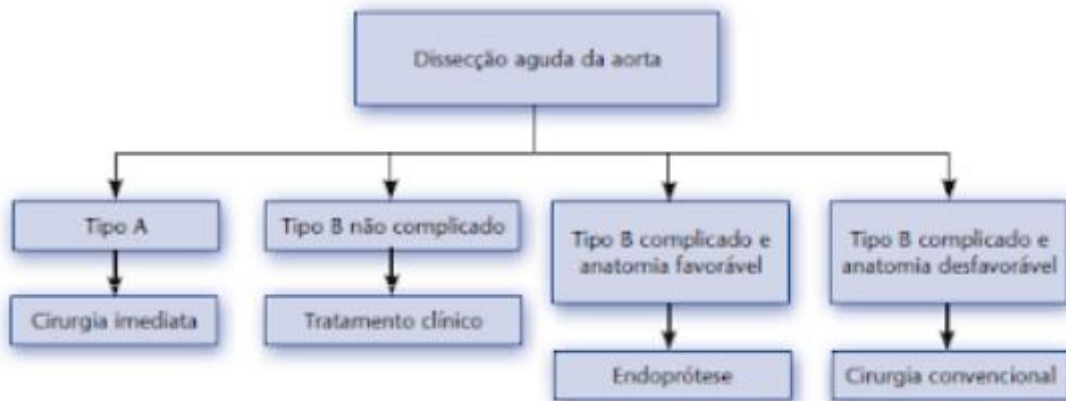 Dissecção aguda da aorta
Tipo A
Tipo B não complicado
Tipo B complicado e
anatomia favorável
Tipo B complicado e
anatomia desfavorável
Cirurgia imediata
Tratamento clínico
Endoprótese
Cirurgia convencional